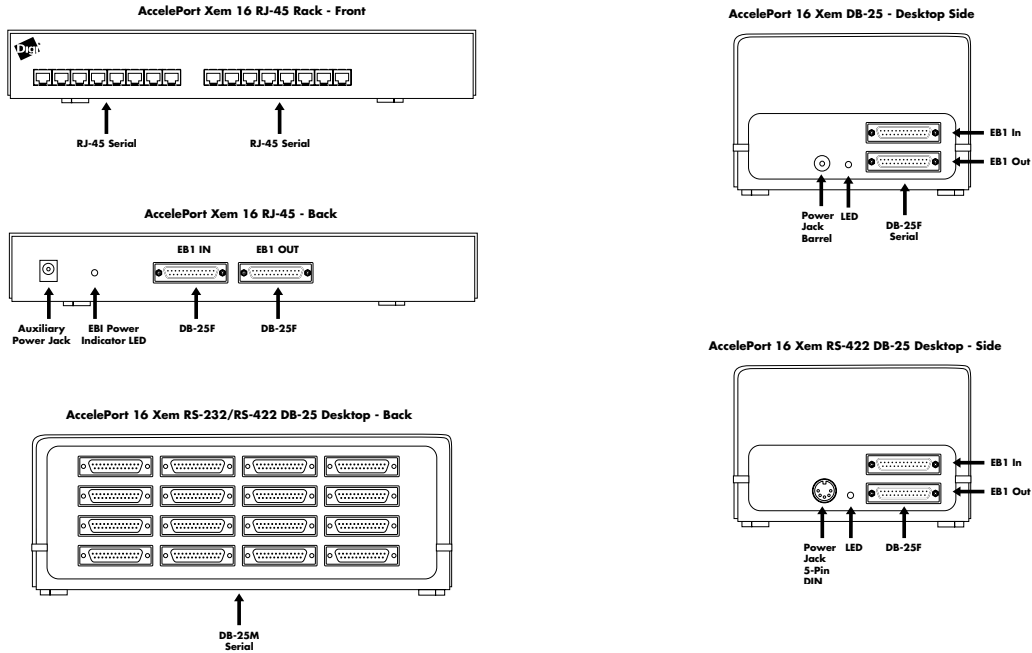 AccelePort Xem 16 RJ-45 Rack - Front
Digi
RJ-45 Serial
RJ-45 Serial
AccelePort Xem 16 RJ-45 - Back
EB1 IN
EB1 OUT
Auxiliary
Power Jack
EBI Power
Indicator LED
DB-25F
DB-25F
AccelePort 16 Xem RS-232/RS-422 DB-25 Desktop - Back
DB-25M
Serial
AccelePort 16 Xem DB-25 - Desktop Side
EB1 In
EB1 Out
Power
Jack
Barrel
LED
DB-25F
Serial
AccelePort 16 Xem RS-422 DB-25 Desktop - Side
EB1 In
EB1 Out
Power
Jack
5-Pin
DIN
LED
DB-25F